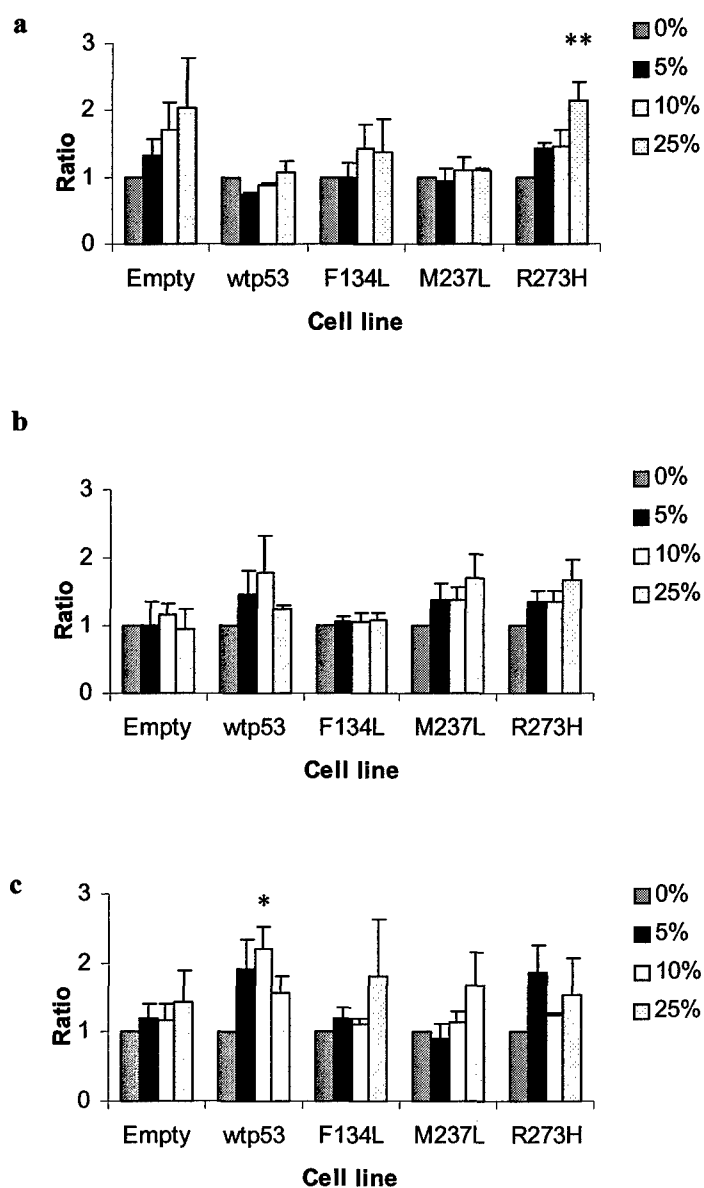 a
3
2
1
0
Ratio
**
0%
5%
10%
25%
Empty wtp53 F134L M237L R273H
Cell line
b
3
2
1
0
Ratio
0%
5%
10%
25%
Empty wtp53 F134L M237L R273H
Cell line
c
3
2
1
0
Ratio
*
0%
5%
10%
25%
Empty wtp53 F134L M237L R273H
Cell line